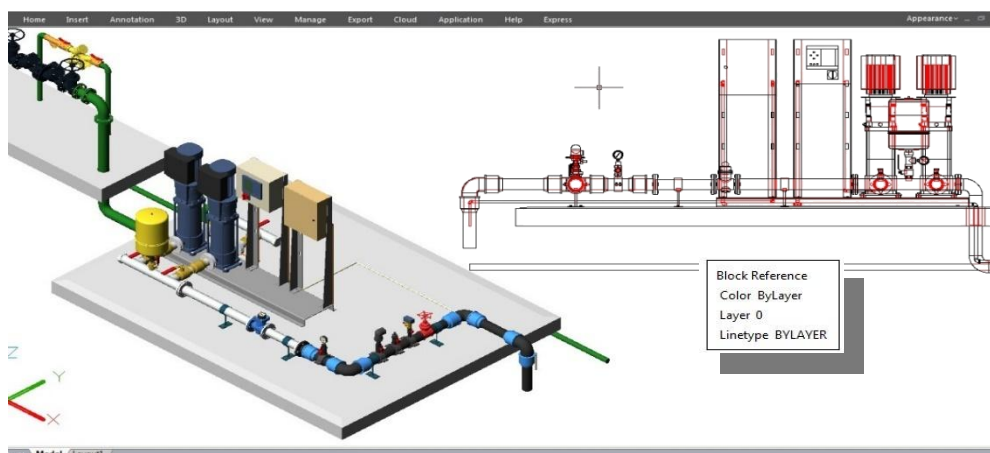 Home Insert Annotation 3D Layout View Manage Export Cloud Application Help Express Appearance
Block Reference
Color ByLayer
Layer 0
Linetype BYLAYER
Z
Y
X
Model